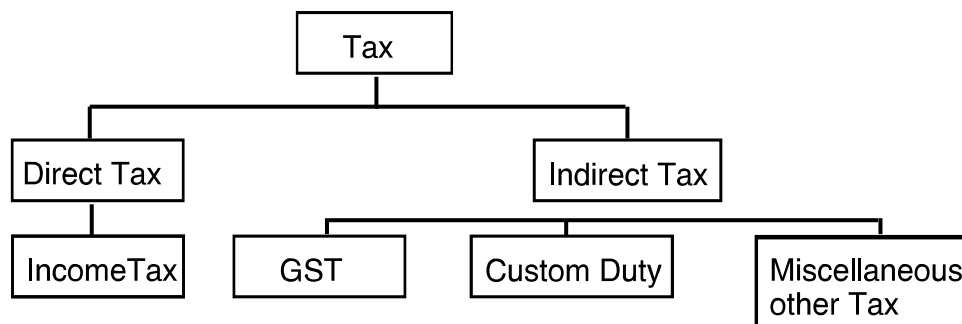 Tax
Direct Tax
Indirect Tax
IncomeTax
GST
Custom Duty
Miscellaneous
other Tax